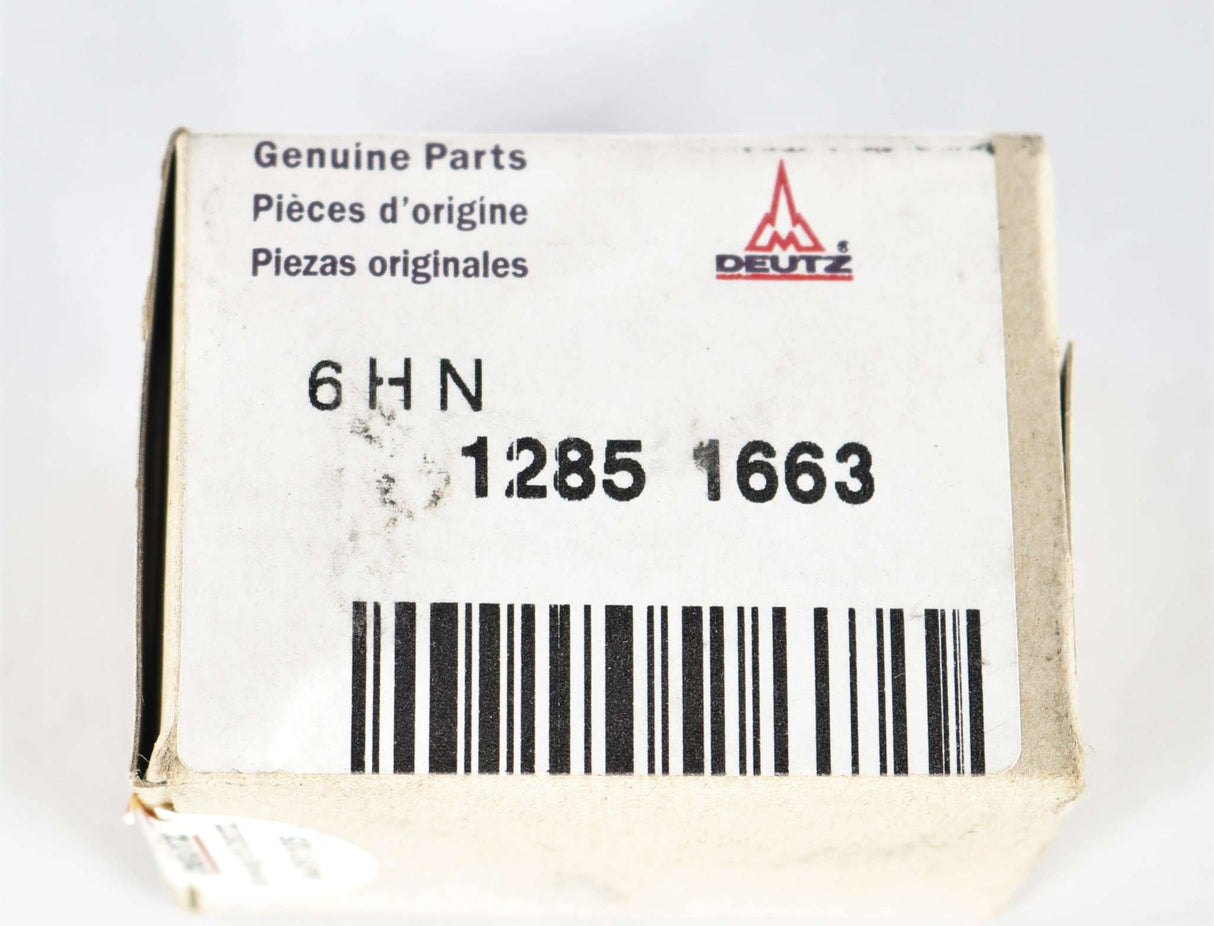 Genuine Parts
Pièces d'origine
Piezas originales
DEUTZ ®
6 H N
1285 1663